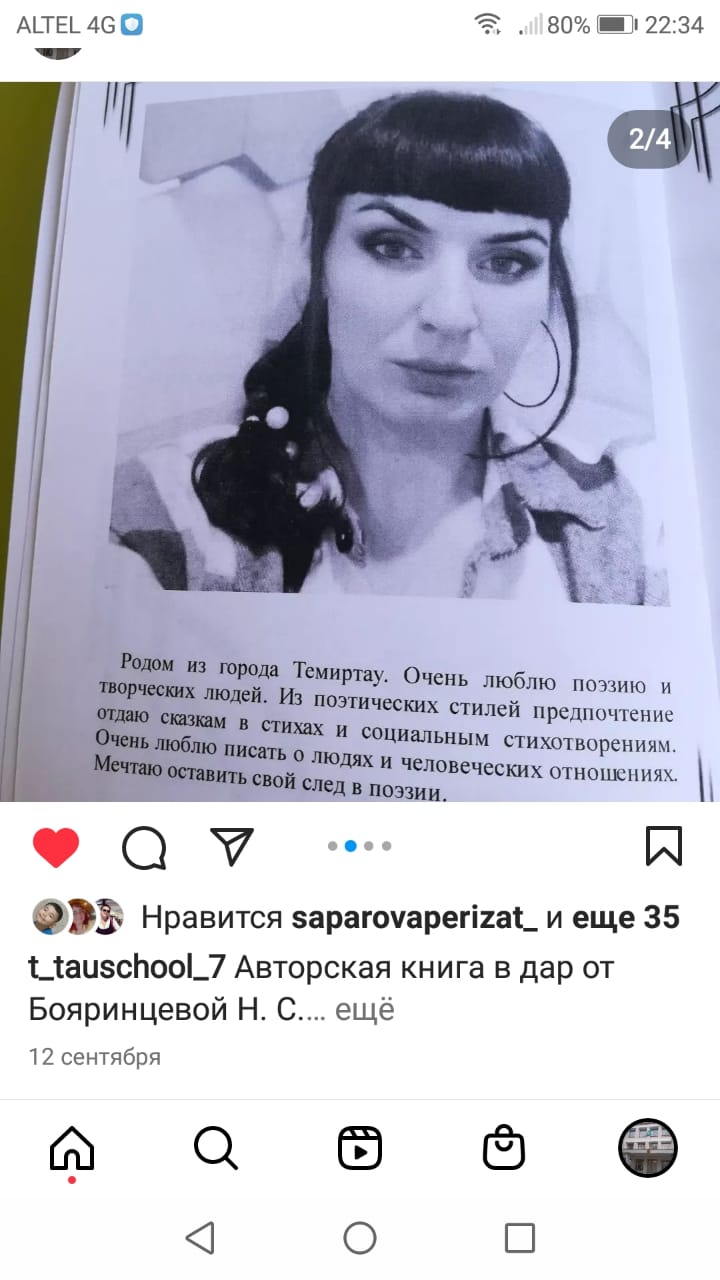 ALTEL 4G 80% 22:34
2/4
Родом из города Темиртау. Очень люблю поэзию и
творческих людей. Из поэтических стилей предпочтение
отдаю сказкам в стихах и социальным стихотворениям.
Очень люблю писать о людях и человеческих отношениях.
Мечтаю оставить свой след в поэзии.
Нравится saparovaperizat_ и еще 35
t_tauschool_7 Авторская книга в дар от
Бояринцевой Н. С.... ещё
12 сентября